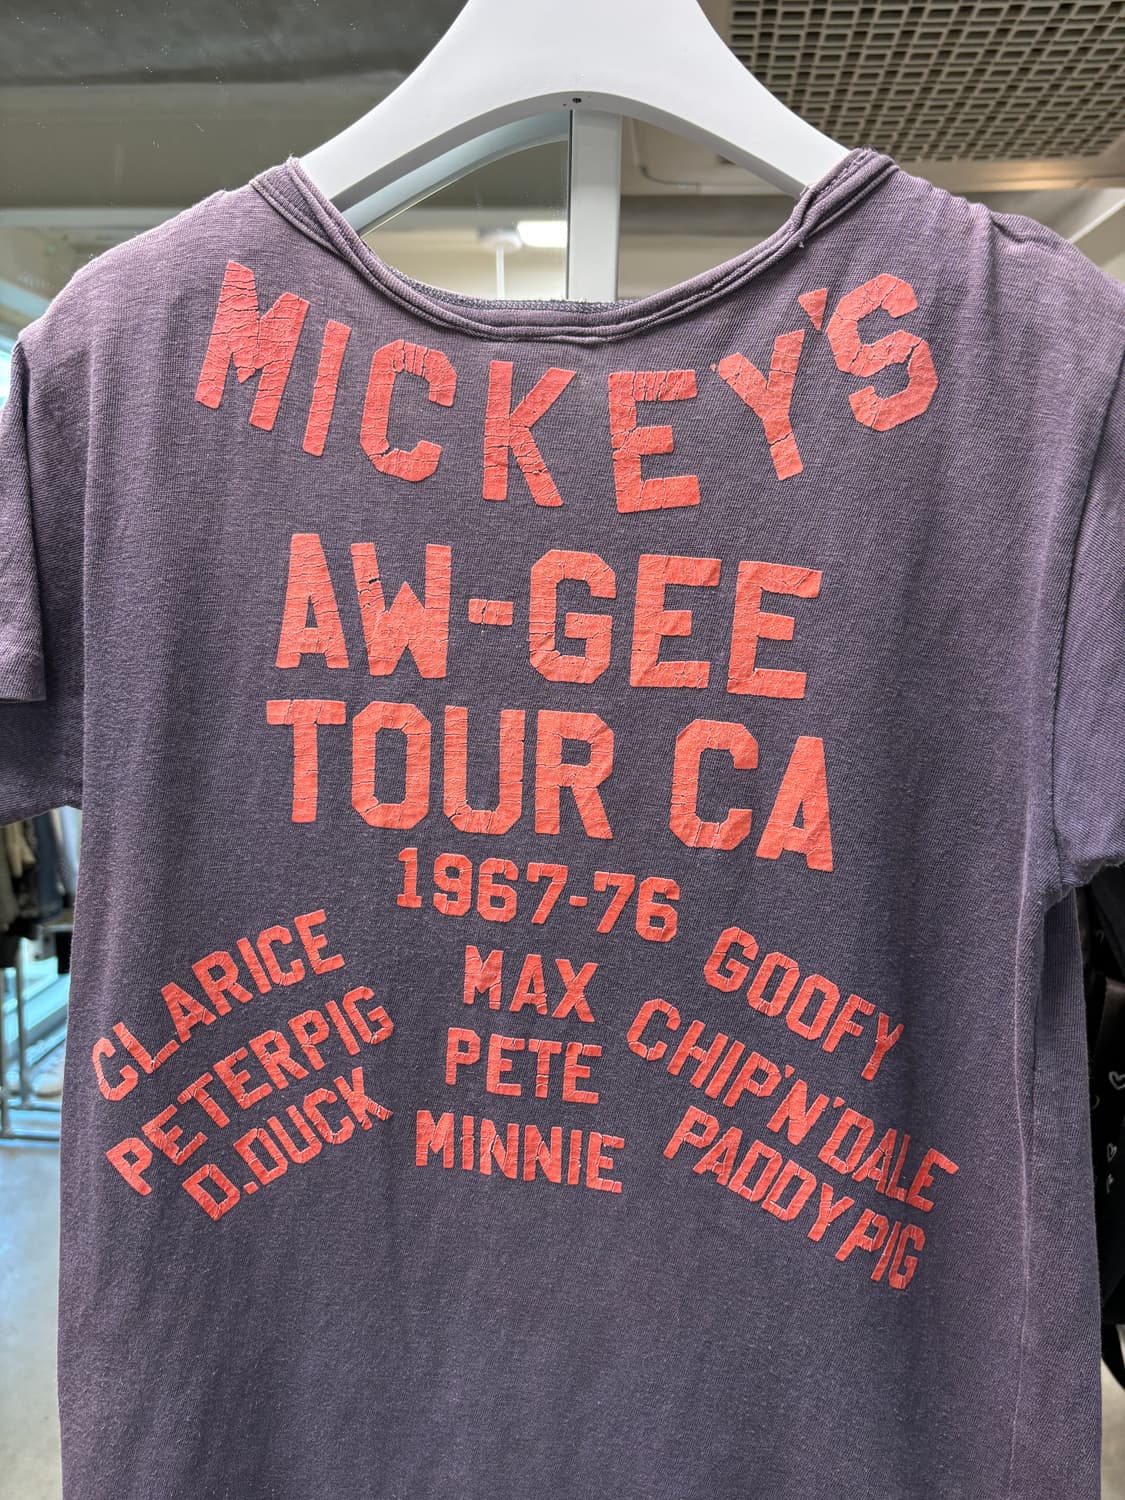 MICKEY'S
AW-GEE
TOUR CA
1967-76
CLARICE
PETERPIG
D.DUCK
MAX
PETE
MINNIE
GOOFY
CHIP'N'DALE
PADDYPIG